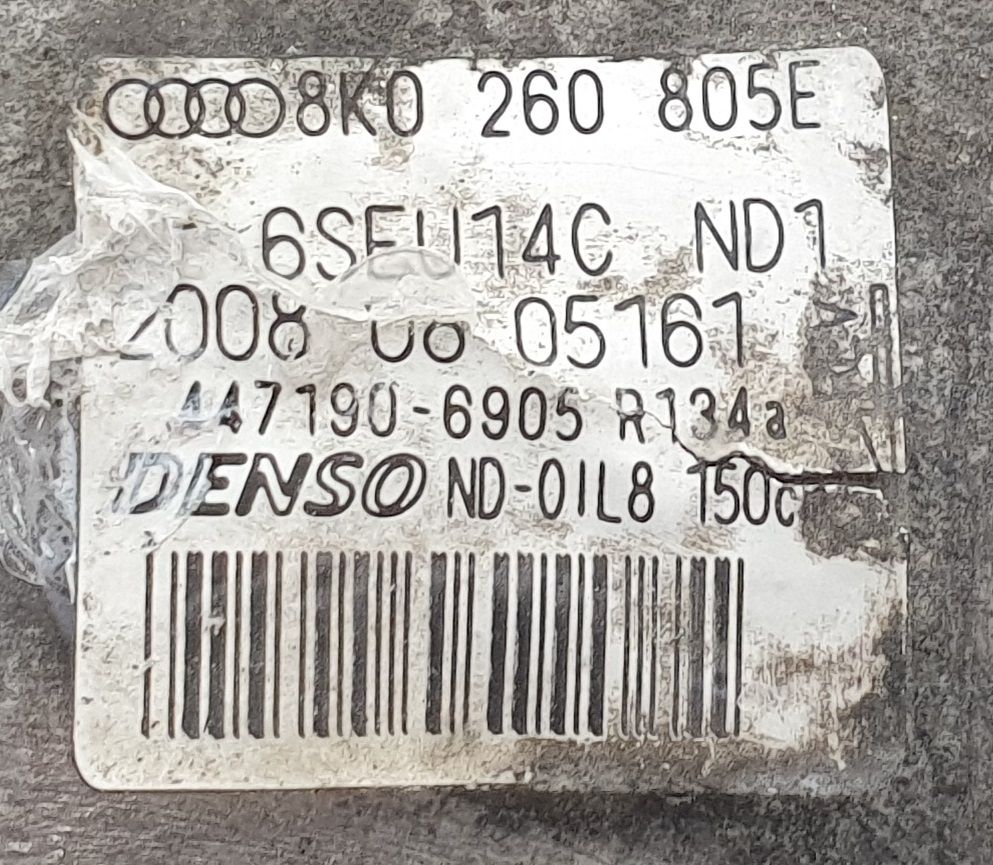 8K0 260 805E
6SEU14C ND1
2008 08 05161
447190-6905 R134a
DENSO ND-OIL8 150c